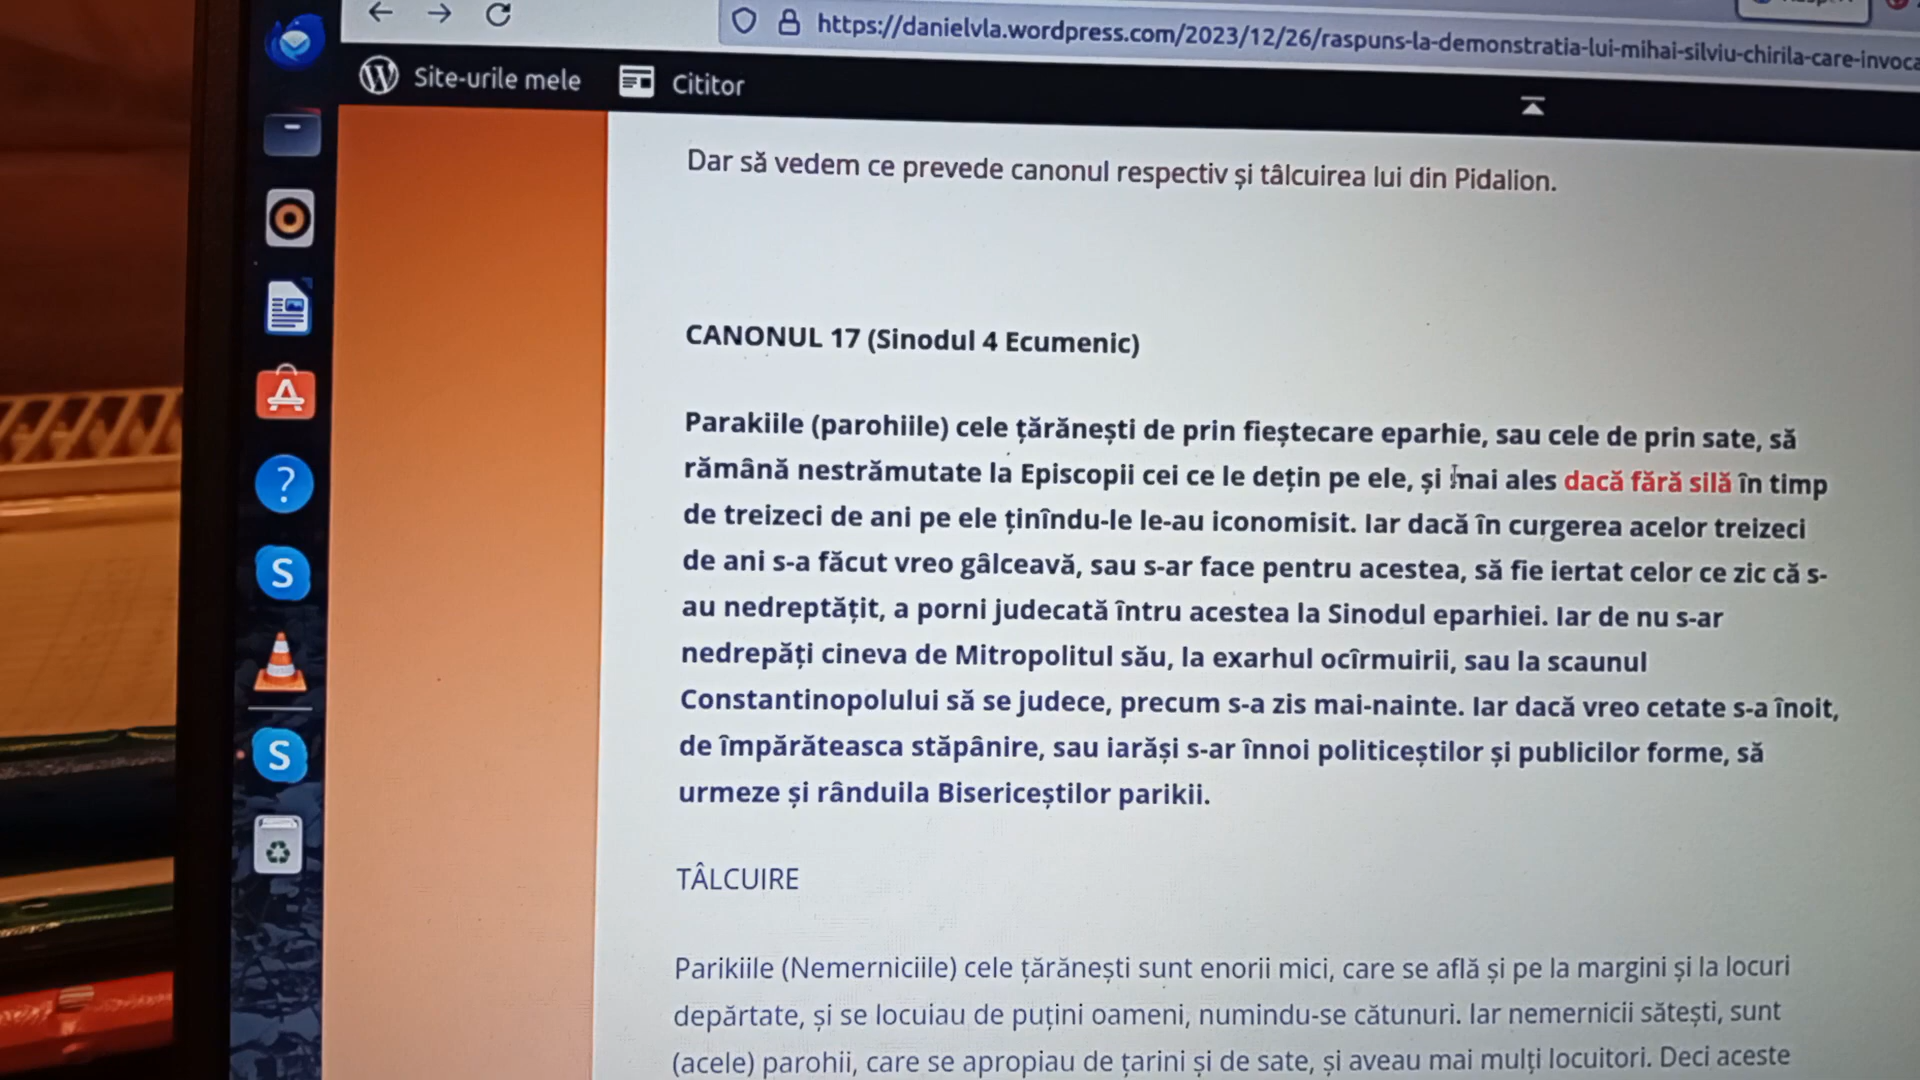 https://danielvla.wordpress.com/2023/12/26/raspuns-la-demonstratia-lui-mihai-silviu-chirila-care-invoca
Site-urile mele Cititor
Dar să vedem ce prevede canonul respectiv și tâlcuirea lui din Pidalion.
CANONUL 17 (Sinodul 4 Ecumenic)
Parakiile (parohiile) cele țărănești de prin fieștecare eparhie, sau cele de prin sate, să
rămână nestrămutate la Episcopii cei ce le dețin pe ele, și mai ales dacă fără silă în timp
de treizeci de ani pe ele ținîndu-le le-au iconomisit. Iar dacă în curgerea acelor treizeci
de ani s-a făcut vreo gâlceavă, sau s-ar face pentru acestea, să fie iertat celor ce zic că s-
au nedreptățit, a porni judecată întru acestea la Sinodul eparhiei. Iar de nu s-ar
nedrepăți cineva de Mitropolitul său, la exarhul ocîrmuirii, sau la scaunul
Constantinopolului să se judece, precum s-a zis mai-nainte. Iar dacă vreo cetate s-a înoit,
de împărăteasca stăpânire, sau iarăși s-ar înnoi politiceștilor și publicilor forme, să
urmeze și rânduila Bisericeștilor parikii.
TÂLCUIRE
Parikiile (Nemerniciile) cele țărănești sunt enorii mici, care se află și pe la margini și la locuri
depărtate, și se locuiau de puțini oameni, numindu-se cătunuri. Iar nemernicii sătești, sunt
(acele) parohii, care se apropiau de țarini și de sate, și aveau mai mulți locuitori. Deci aceste